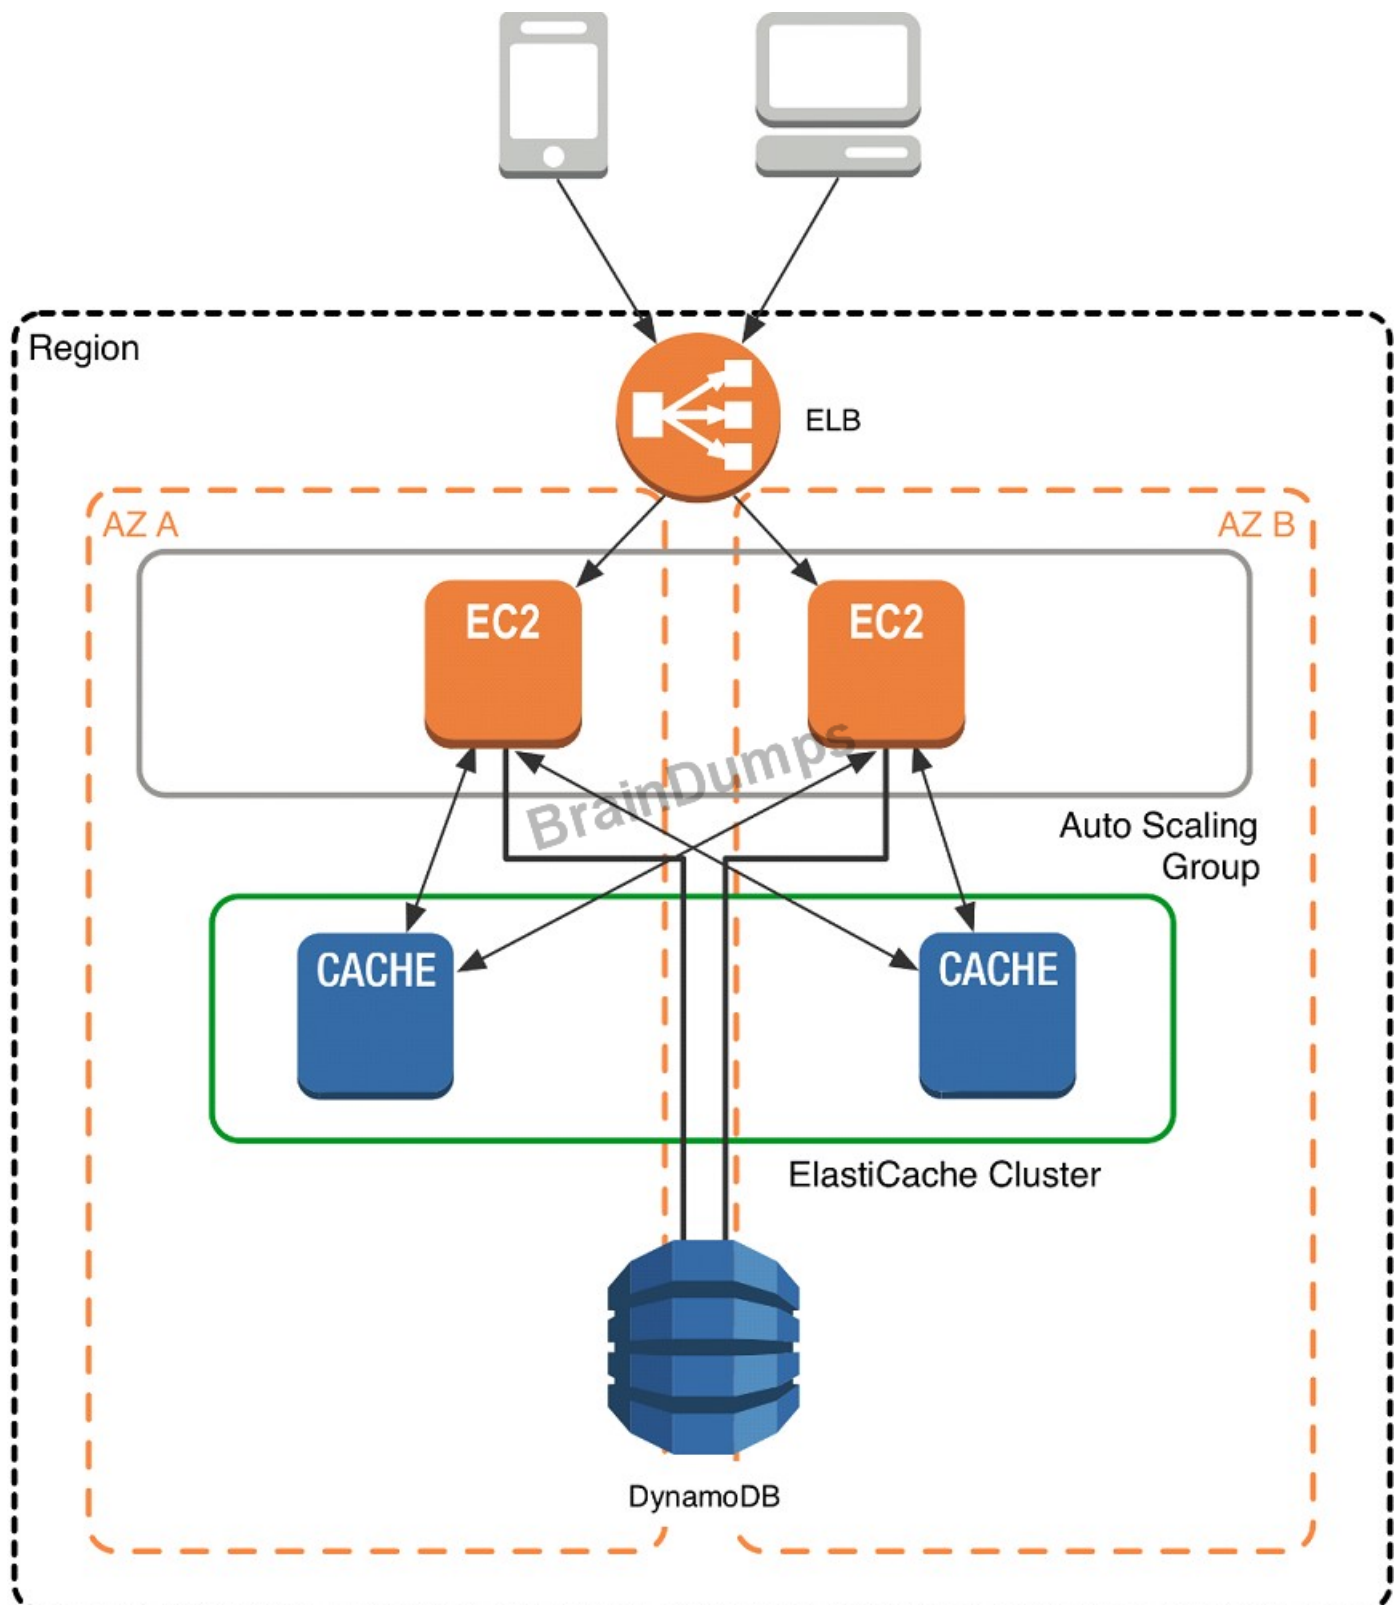 Region
ELB
AZ A
AZ B
EC2
EC2
BrainDumps
Auto Scaling
Group
CACHE
CACHE
ElastiCache Cluster
DynamoDB